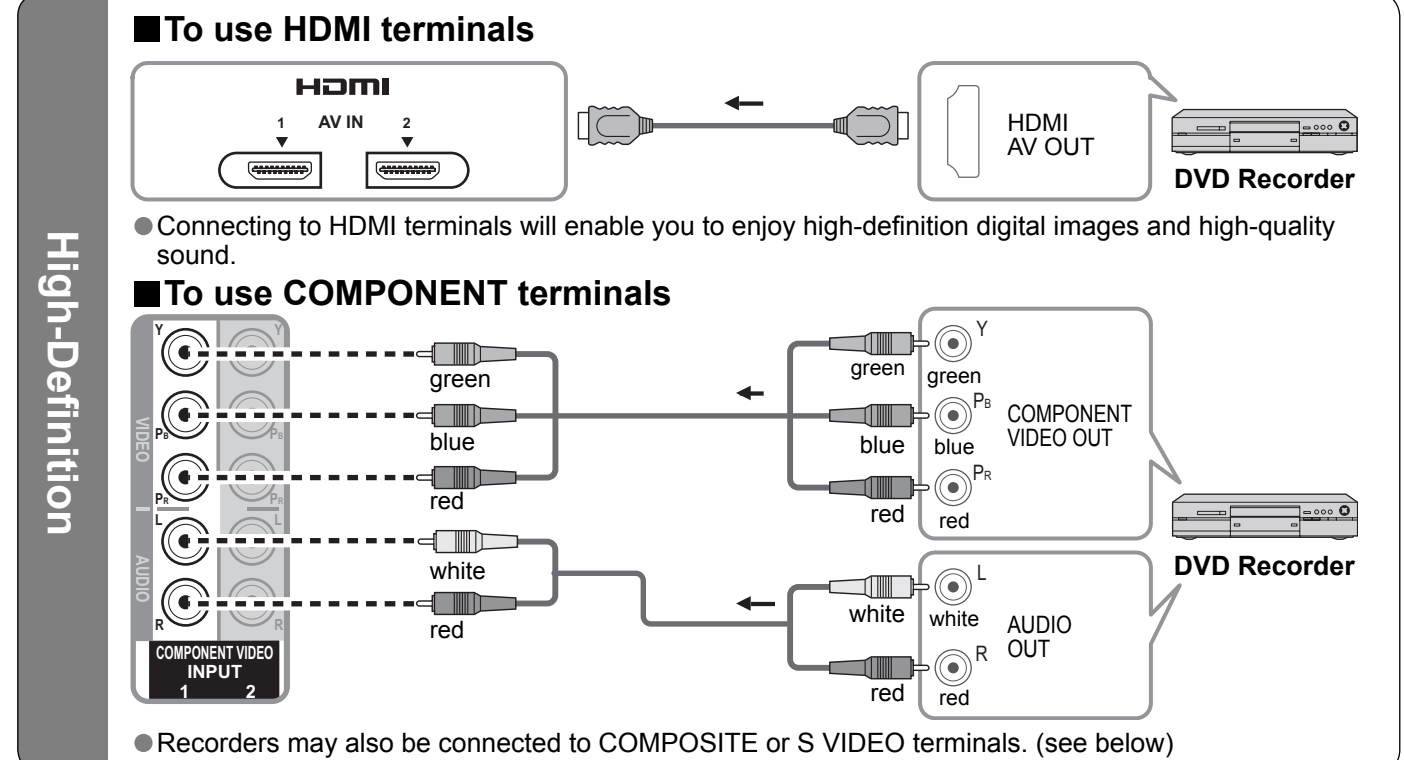 High-Definition
■To use HDMI terminals
HDMI
1 AV IN 2
HDMI
AV OUT
DVD Recorder
●Connecting to HDMI terminals will enable you to enjoy high-definition digital images and high-quality
sound.
■To use COMPONENT terminals
VIDEO
AUDIO
Y
PB
PR
L
R
Y
PB
PR
L
R
COMPONENT VIDEO
INPUT
1 2
green
blue
red
white
red
green
blue
red
Y
green
PB
blue
PR
red
COMPONENT
VIDEO OUT
white
red
L
white
R
red
AUDIO
OUT
DVD Recorder
●Recorders may also be connected to COMPOSITE or S VIDEO terminals. (see below)